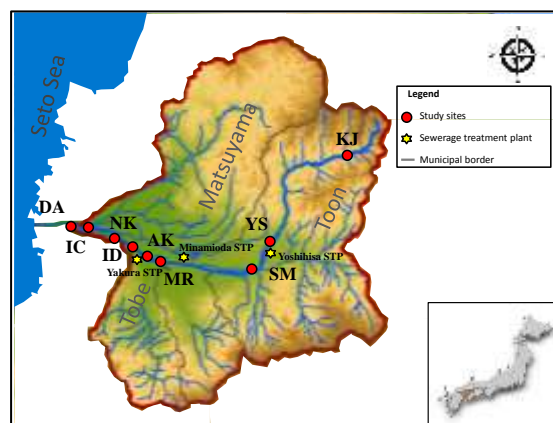 Seto Sea
Matsuyama
Toon
Tobe
KJ
DA
IC
NK
ID
AK
MR
YS
SM
Minamioda STP
Yakura STP
Yoshihisa STP
Legend
Study sites
Sewerage treatment plant
Municipal border